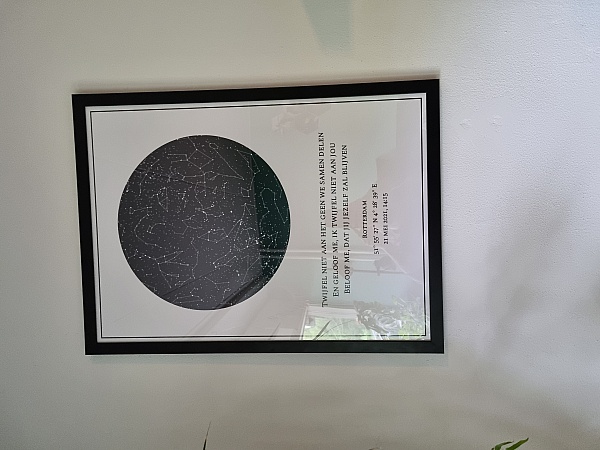 TWIJFEL NIET AAN HET GEEN WE SAMEN DELEN
EN GELOOF ME, IK TWIJFEL NIET AAN JOU
BELOOF ME, DAT JIJ JEZELF ZAL BLIJVEN
ROTTERDAM
51° 55' 27" N 4° 28' 39" E
21 MEI 2021, 14:15